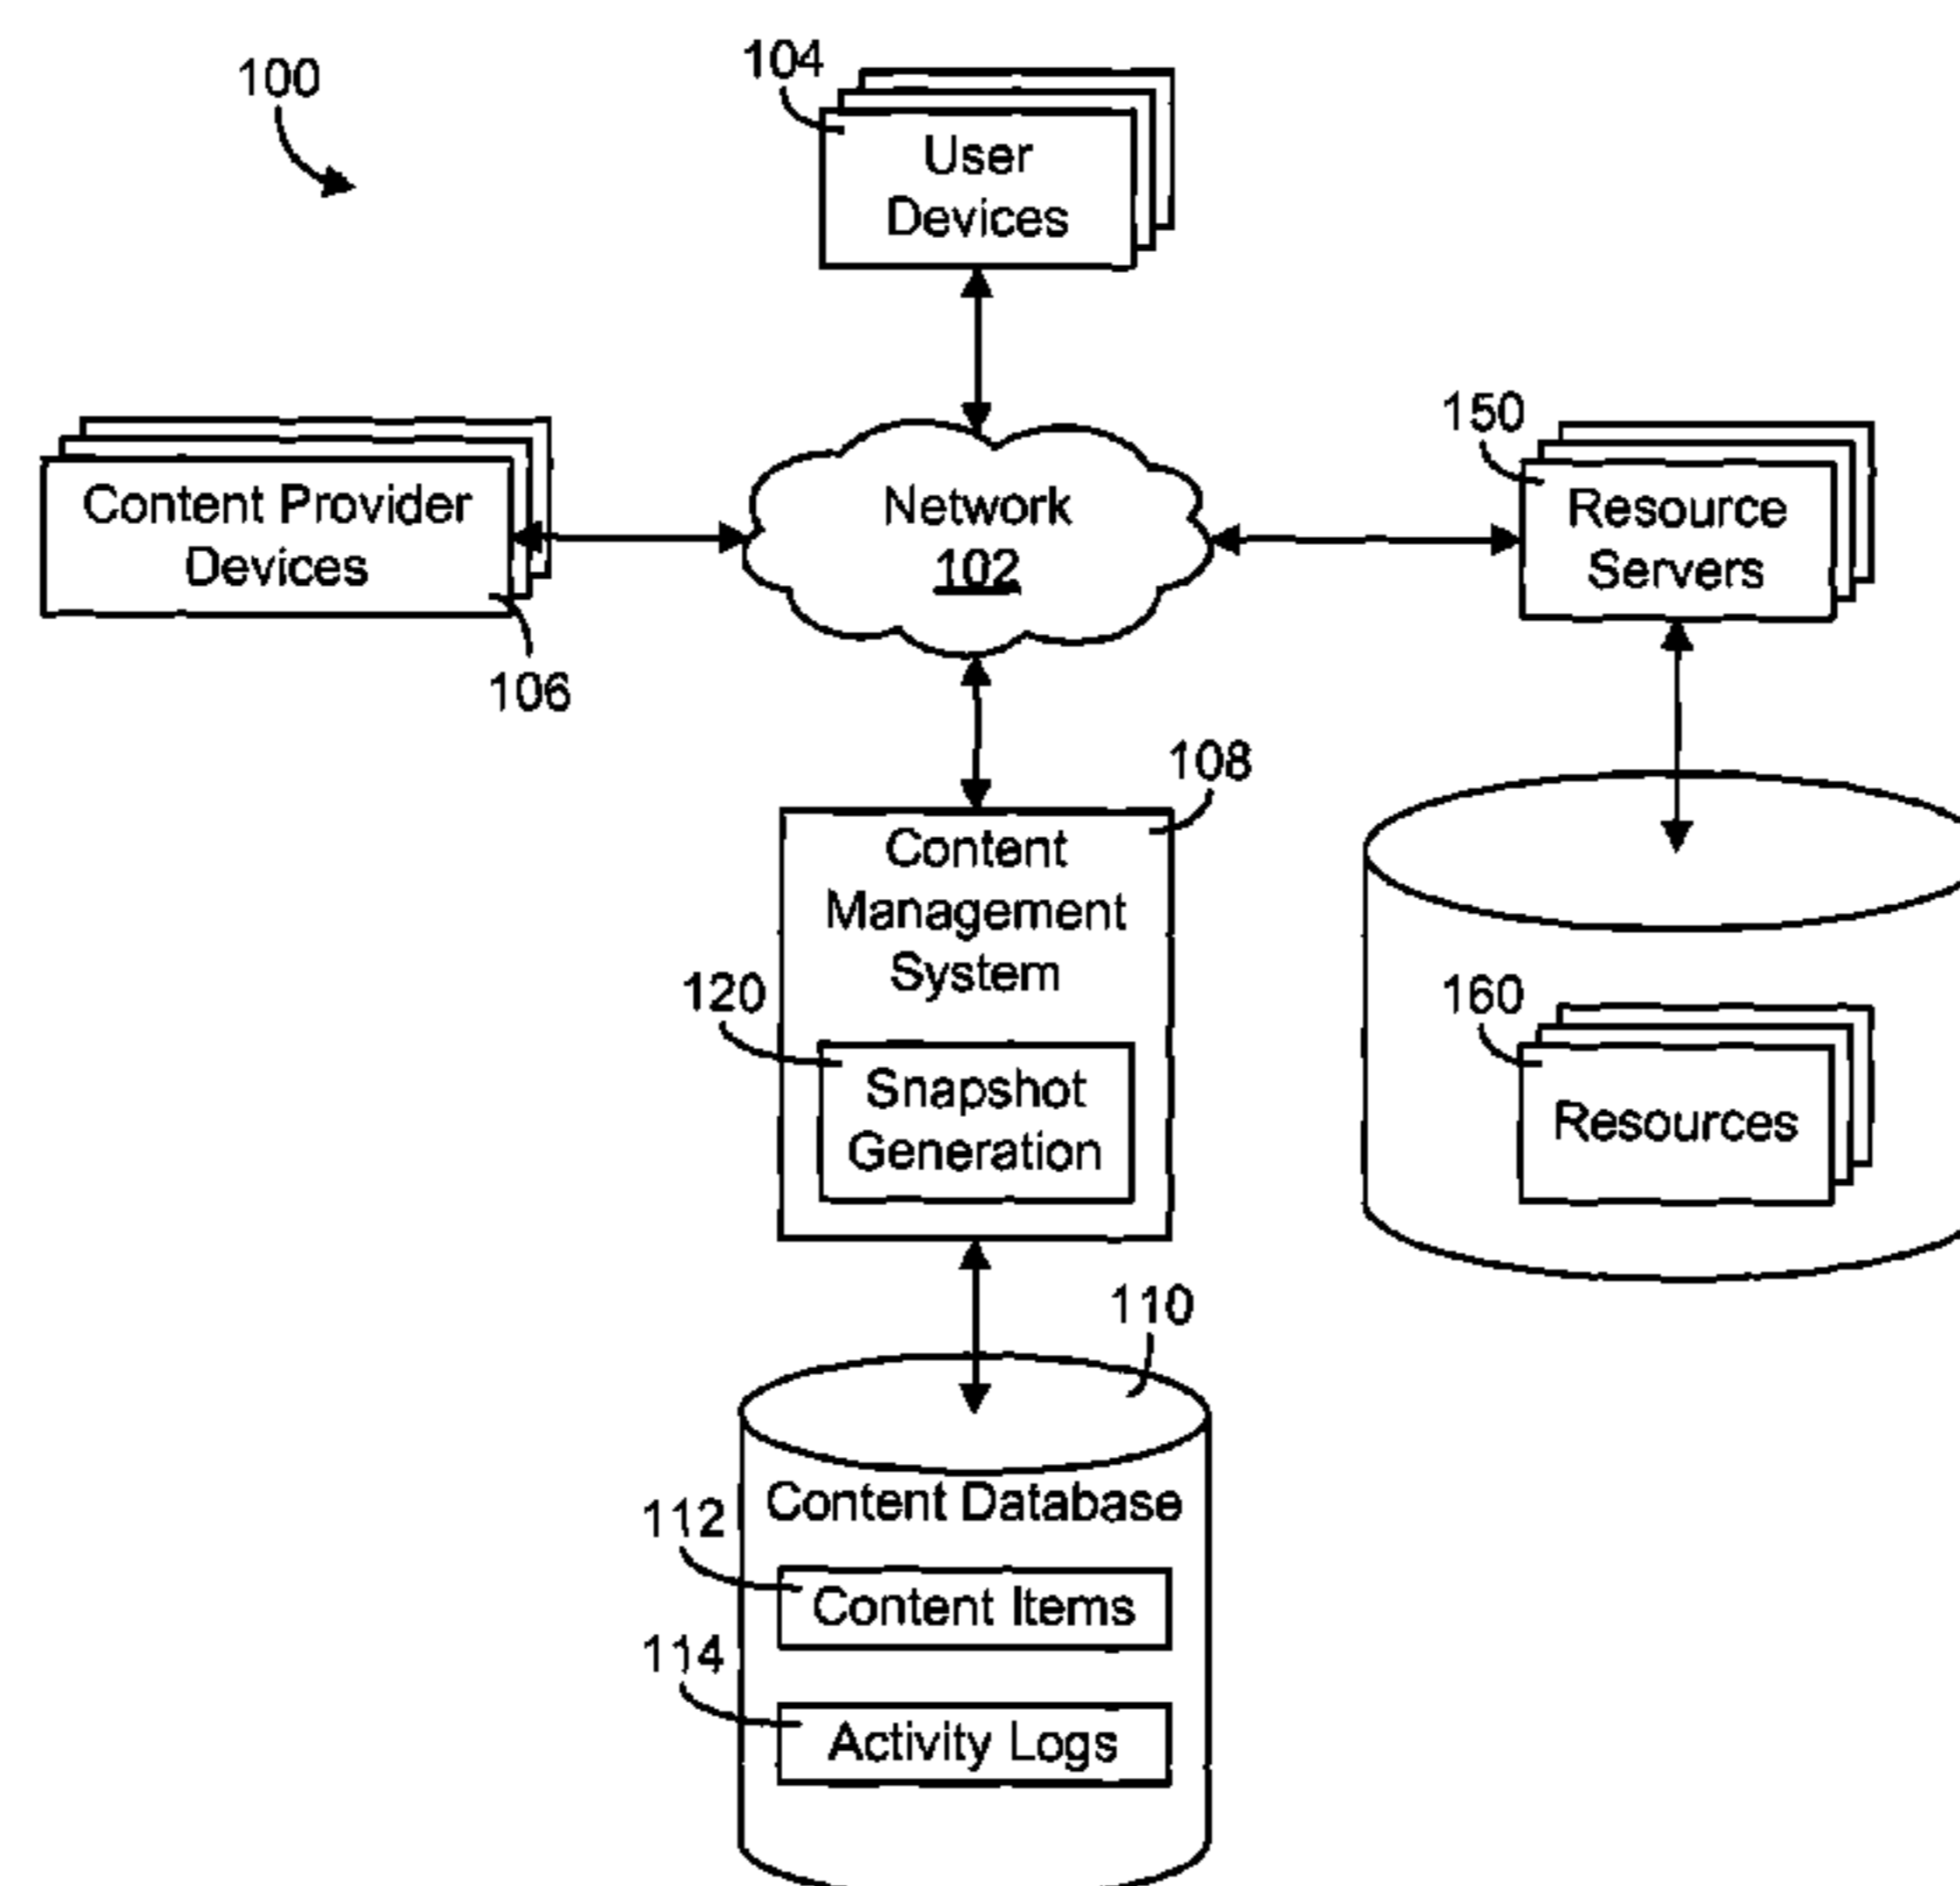 100
104
User
Devices
Content Provider
Devices
106
Network
102
150
Resource
Servers
108
Content
Management
System
120
Snapshot
Generation
160
Resources
110
Content Database
112
Content Items
114
Activity Logs